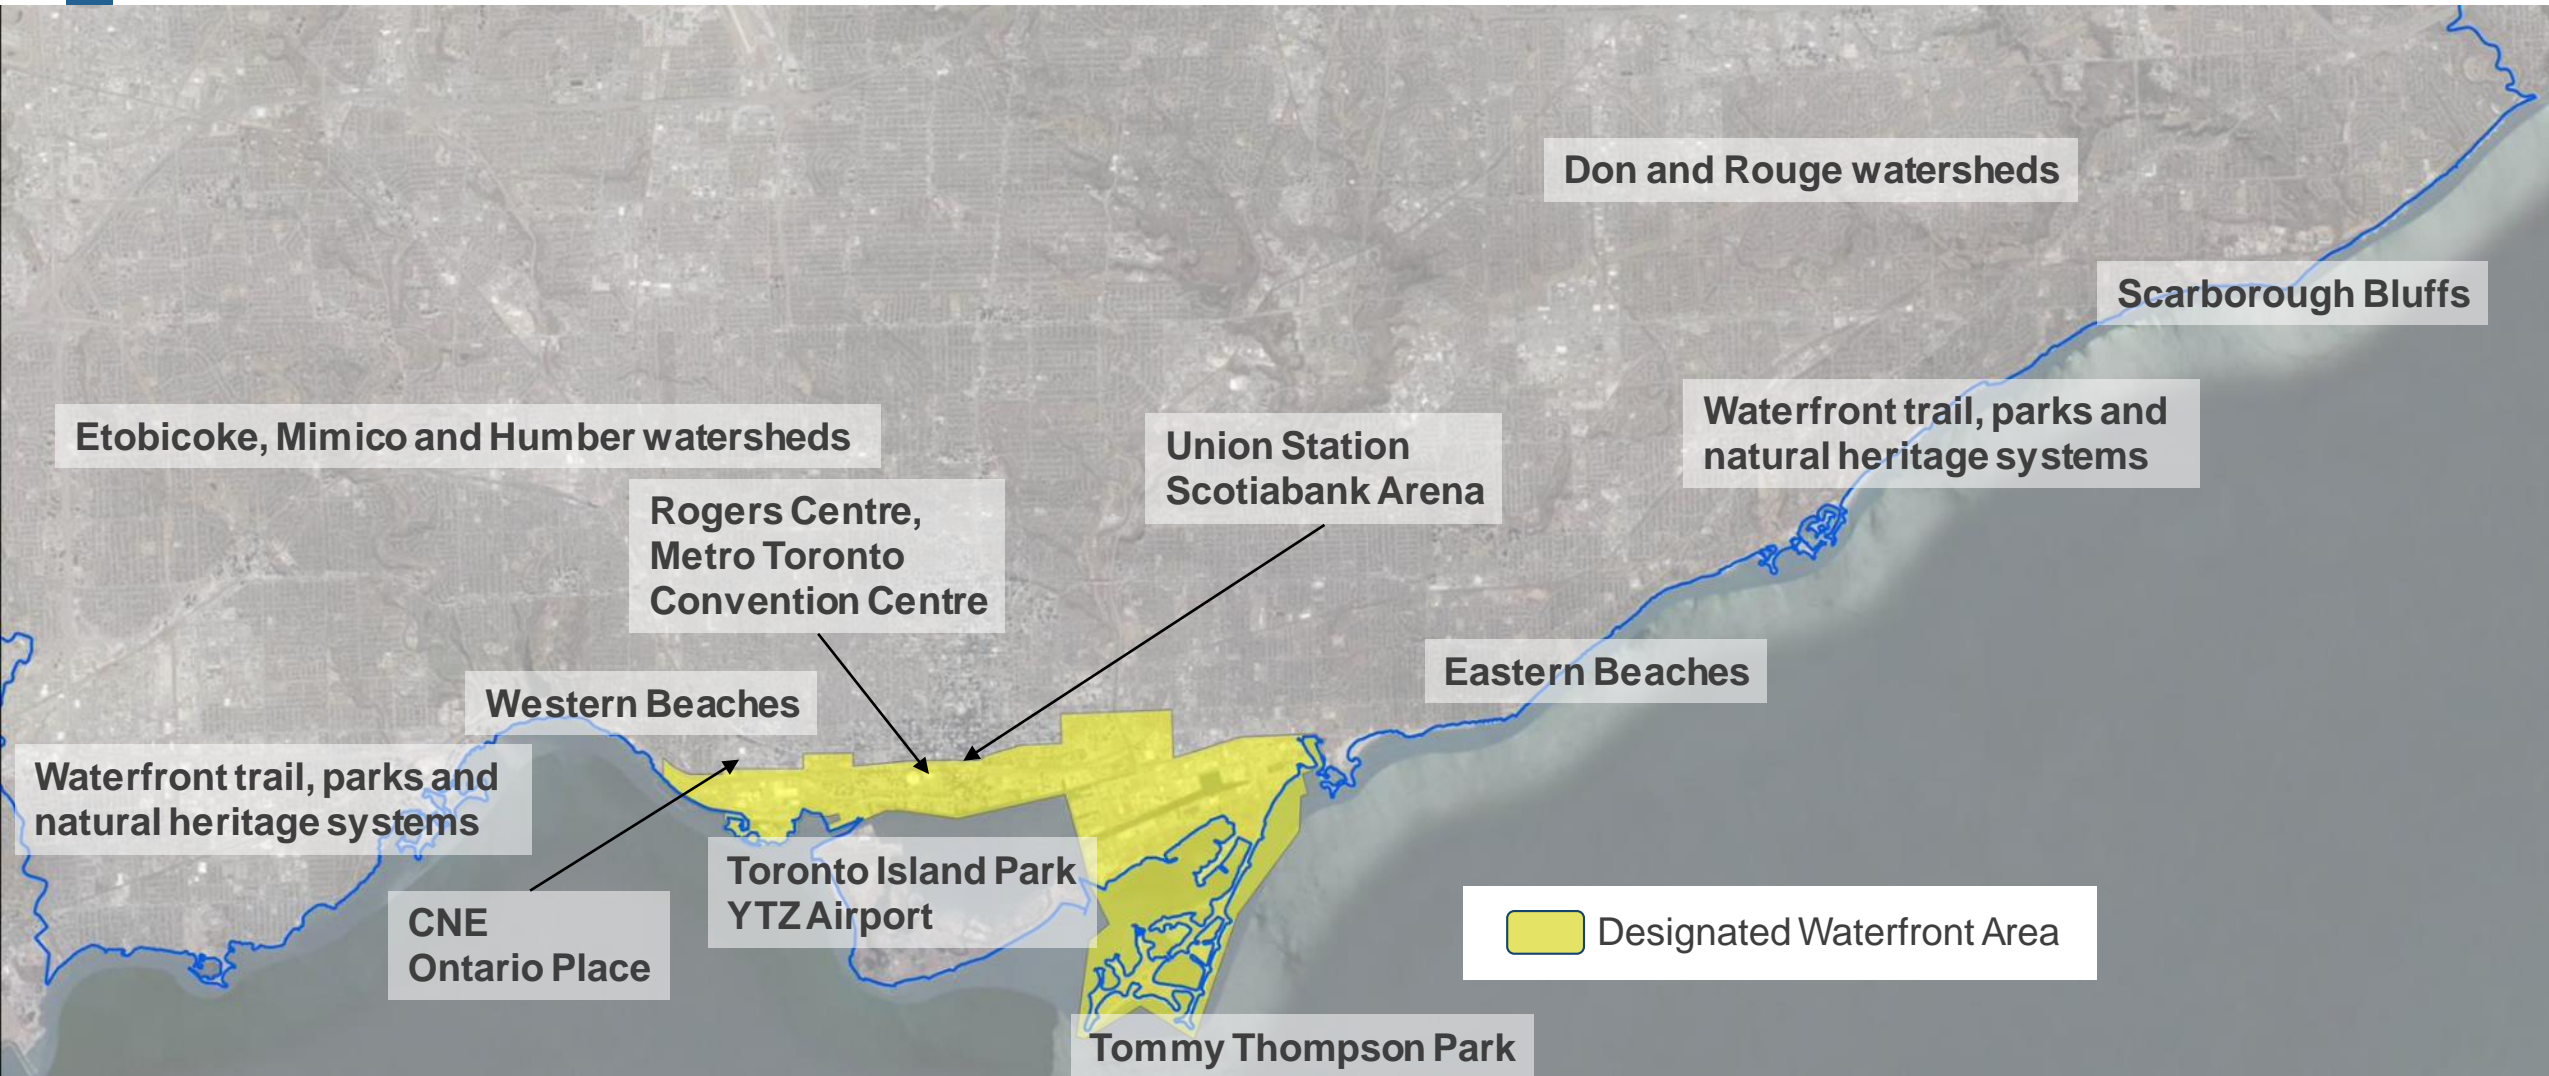 Don and Rouge watersheds
Scarborough Bluffs
Etobicoke, Mimico and Humber watersheds
Union Station
Scotiabank Arena
Waterfront trail, parks and
natural heritage systems
Rogers Centre,
Metro Toronto
Convention Centre
Eastern Beaches
Western Beaches
Waterfront trail, parks and
natural heritage systems
Toronto Island Park
YTZ Airport
CNE
Ontario Place
Designated Waterfront Area
Tommy Thompson Park